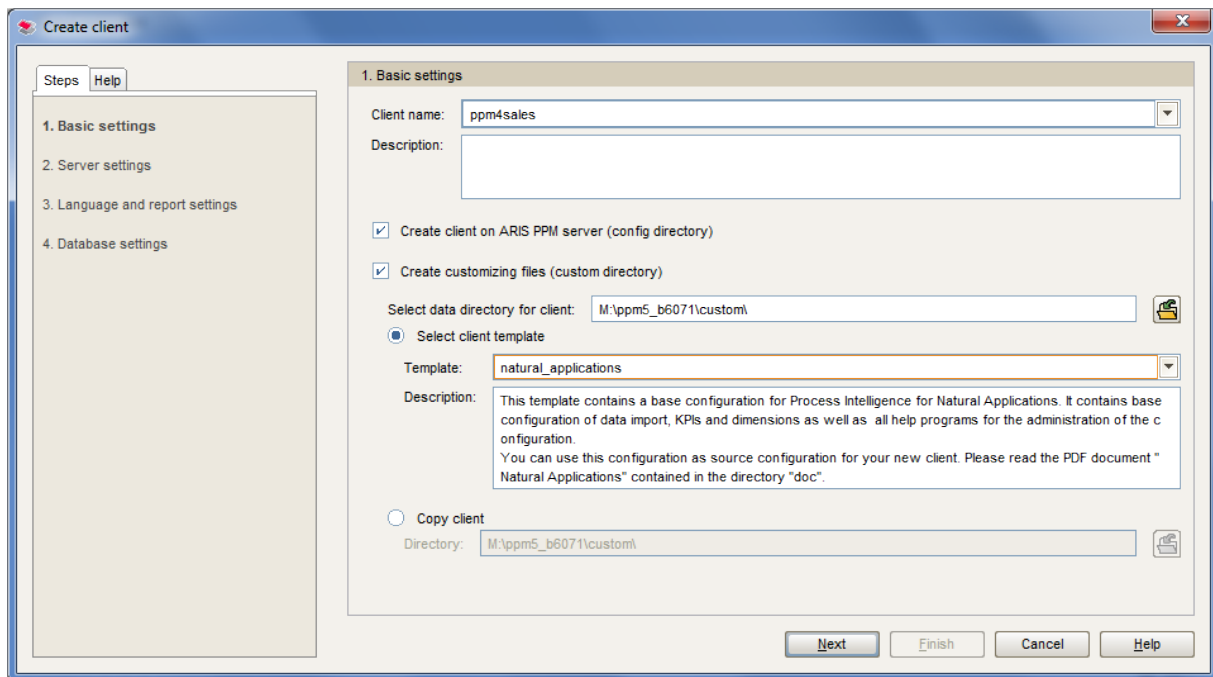 Create client
Steps Help
1. Basic settings
2. Server settings
3. Language and report settings
4. Database settings
1. Basic settings
Client name: ppm4sales
Description:
Create client on ARIS PPM server (config directory)
Create customizing files (custom directory)
Select data directory for client: M:\ppm5_b6071\custom\
Select client template
Template: natural_applications
Description: This template contains a base configuration for Process Intelligence for Natural Applications. It contains base
configuration of data import, KPIs and dimensions as well as all help programs for the administration of the c
onfiguration.
You can use this configuration as source configuration for your new client. Please read the PDF document "
Natural Applications" contained in the directory "doc".
Copy client
Directory: M:\ppm5_b6071\custom\
Next Finish Cancel Help